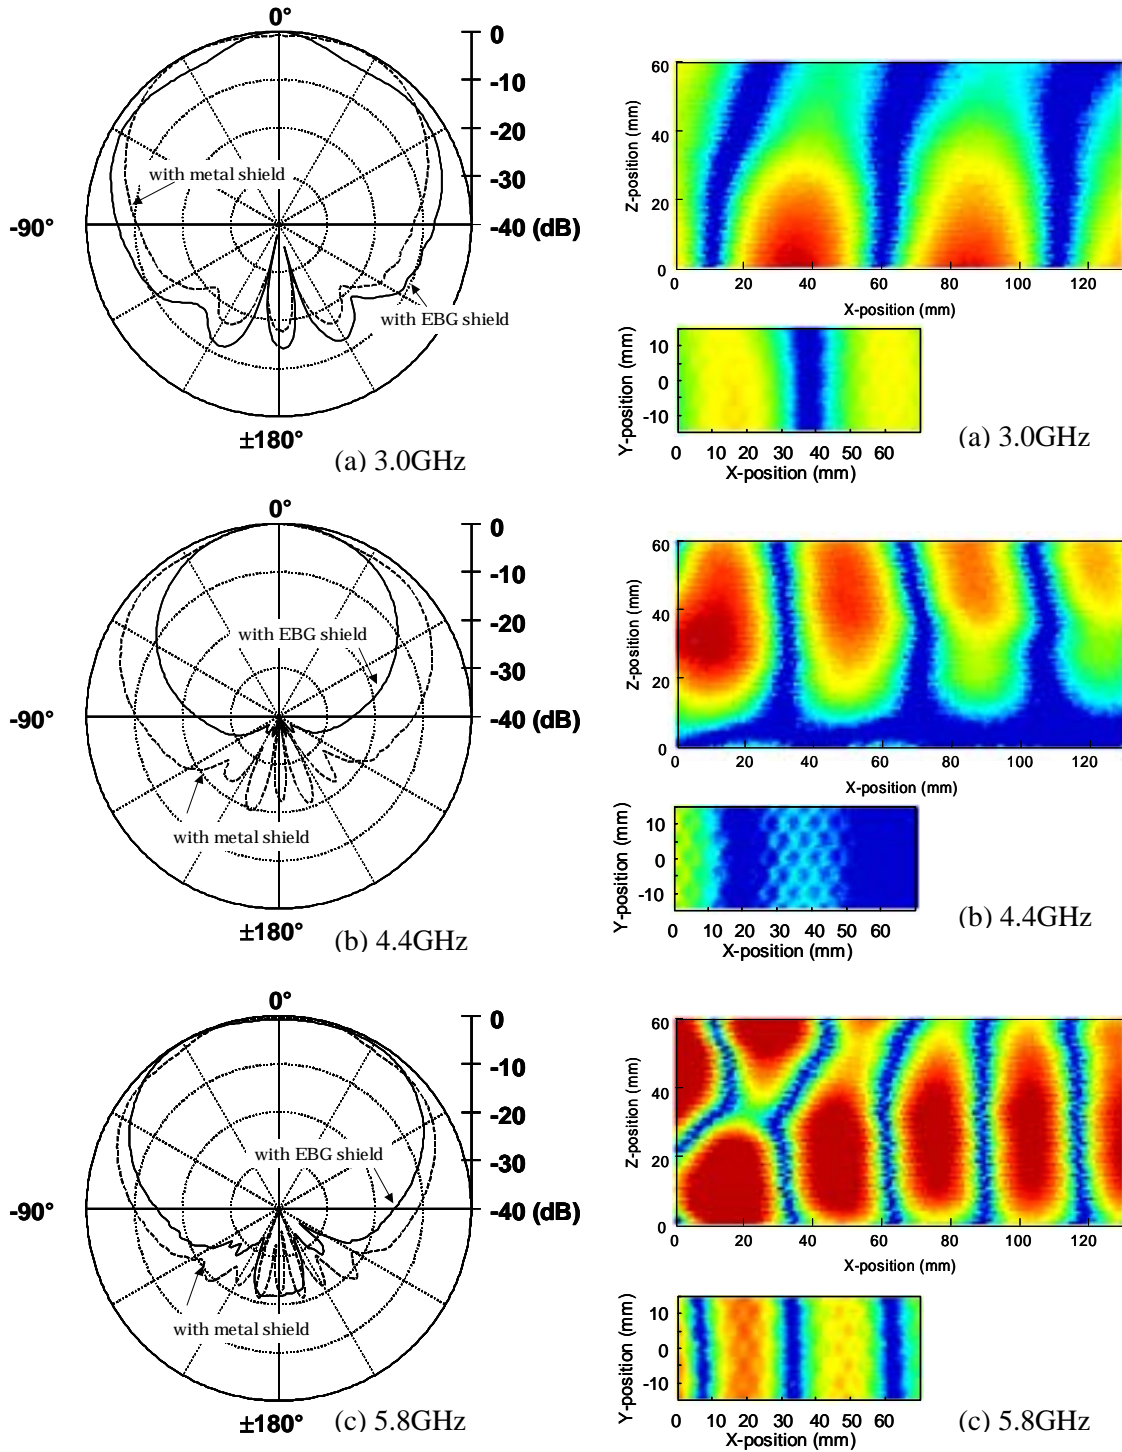 0°
0
-10
-20
-30
-40 (dB)
-90°
with metal shield
with EBG shield
±180°
(a) 3.0GHz
60
40
20
0
Z-position (mm)
0 20 40 60 80 100 120
X-position (mm)
10
0
-10
Y-position (mm)
0 10 20 30 40 50 60
X-position (mm)
(a) 3.0GHz
0°
0
-10
-20
-30
-40 (dB)
-90°
with EBG shield
with metal shield
±180°
(b) 4.4GHz
60
40
20
0
Z-position (mm)
0 20 40 60 80 100 120
X-position (mm)
10
0
-10
Y-position (mm)
0 10 20 30 40 50 60
X-position (mm)
(b) 4.4GHz
0°
0
-10
-20
-30
-40 (dB)
-90°
with EBG shield
with metal shield
±180°
(c) 5.8GHz
60
40
20
0
Z-position (mm)
0 20 40 60 80 100 120
X-position (mm)
10
0
-10
Y-position (mm)
0 10 20 30 40 50 60
X-position (mm)
(c) 5.8GHz